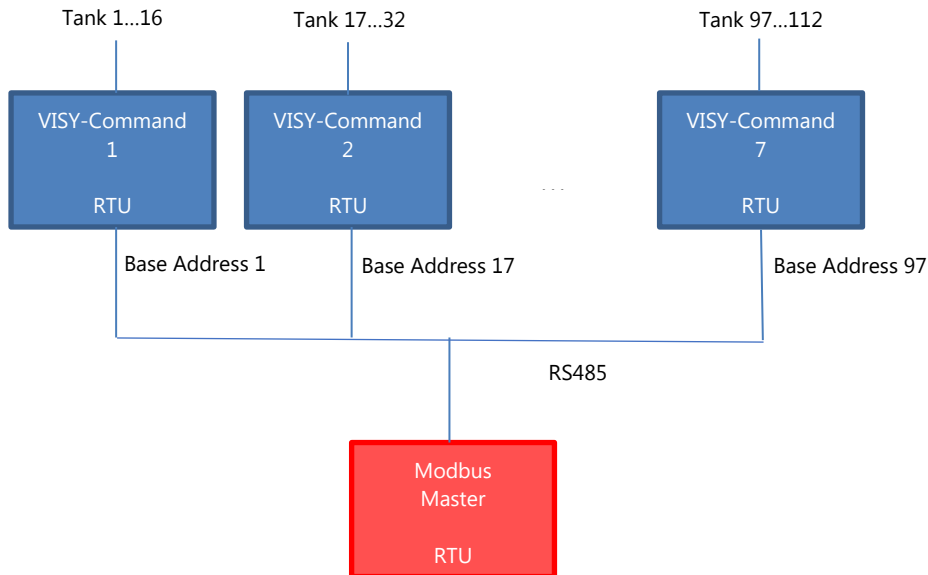 Tank 1...16
Tank 17...32
Tank 97...112
VISY-Command
1
RTU
VISY-Command
2
RTU
...
VISY-Command
7
RTU
Base Address 1
Base Address 17
Base Address 97
RS485
Modbus
Master
RTU